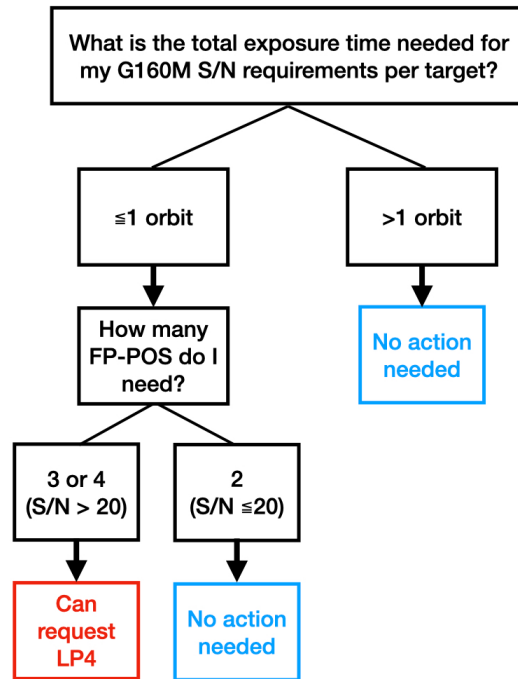 What is the total exposure time needed for
my G160M S/N requirements per target?
≦1 orbit
>1 orbit
How many
FP-POS do I
need?
No action
needed
3 or 4
(S/N > 20)
2
(S/N ≦20)
Can
request
LP4
No action
needed